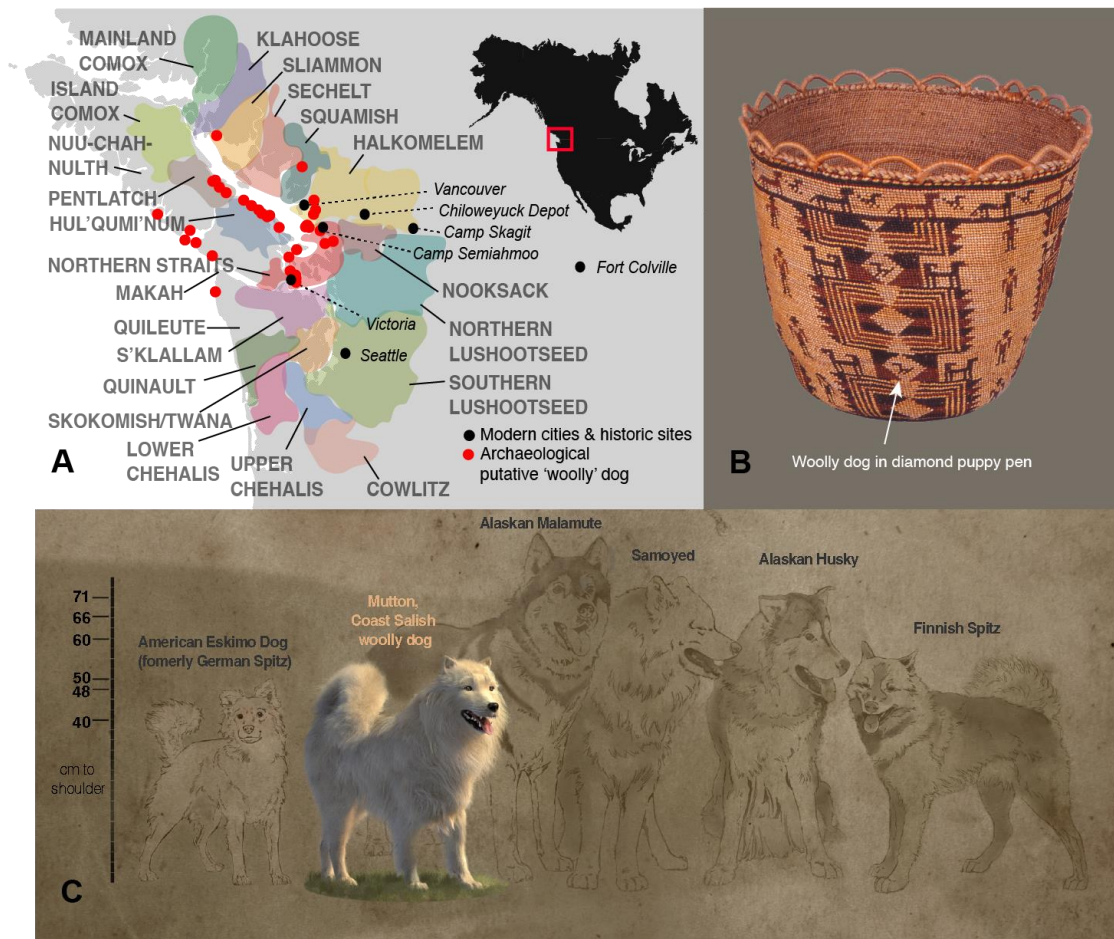 MAINLAND
COMOX
KLAHOOSE
SLIAMMON
SECHELT
SQUAMISH
HALKOMELEM
ISLAND
COMOX
NUU-CHAH-
NULTH
PENTLATCH
HUL'QUMI'NUM
NORTHERN STRAITS
MAKAH
QUILEUTE
S'KLALLAM
QUINAULT
SKOKOMISH/TWANA
LOWER
CHEHALIS
UPPER
CHEHALIS
COWLITZ
Vancouver
Chiloweyuck Depot
Camp Skagit
Camp Semiahmoo
Fort Colville
NOOKSACK
Victoria
NORTHERN
LUSHOOTSEED
Seattle
SOUTHERN
LUSHOOTSEED
Modern cities & historic sites
Archaeological
putative 'woolly' dog
A
B
Woolly dog in diamond puppy pen
Alaskan Malamute
Samoyed
Alaskan Husky
Mutton,
Coast Salish
woolly dog
American Eskimo Dog
(fomerly German Spitz)
Finnish Spitz
71
66
60
50
48
40
cm to
shoulder
C